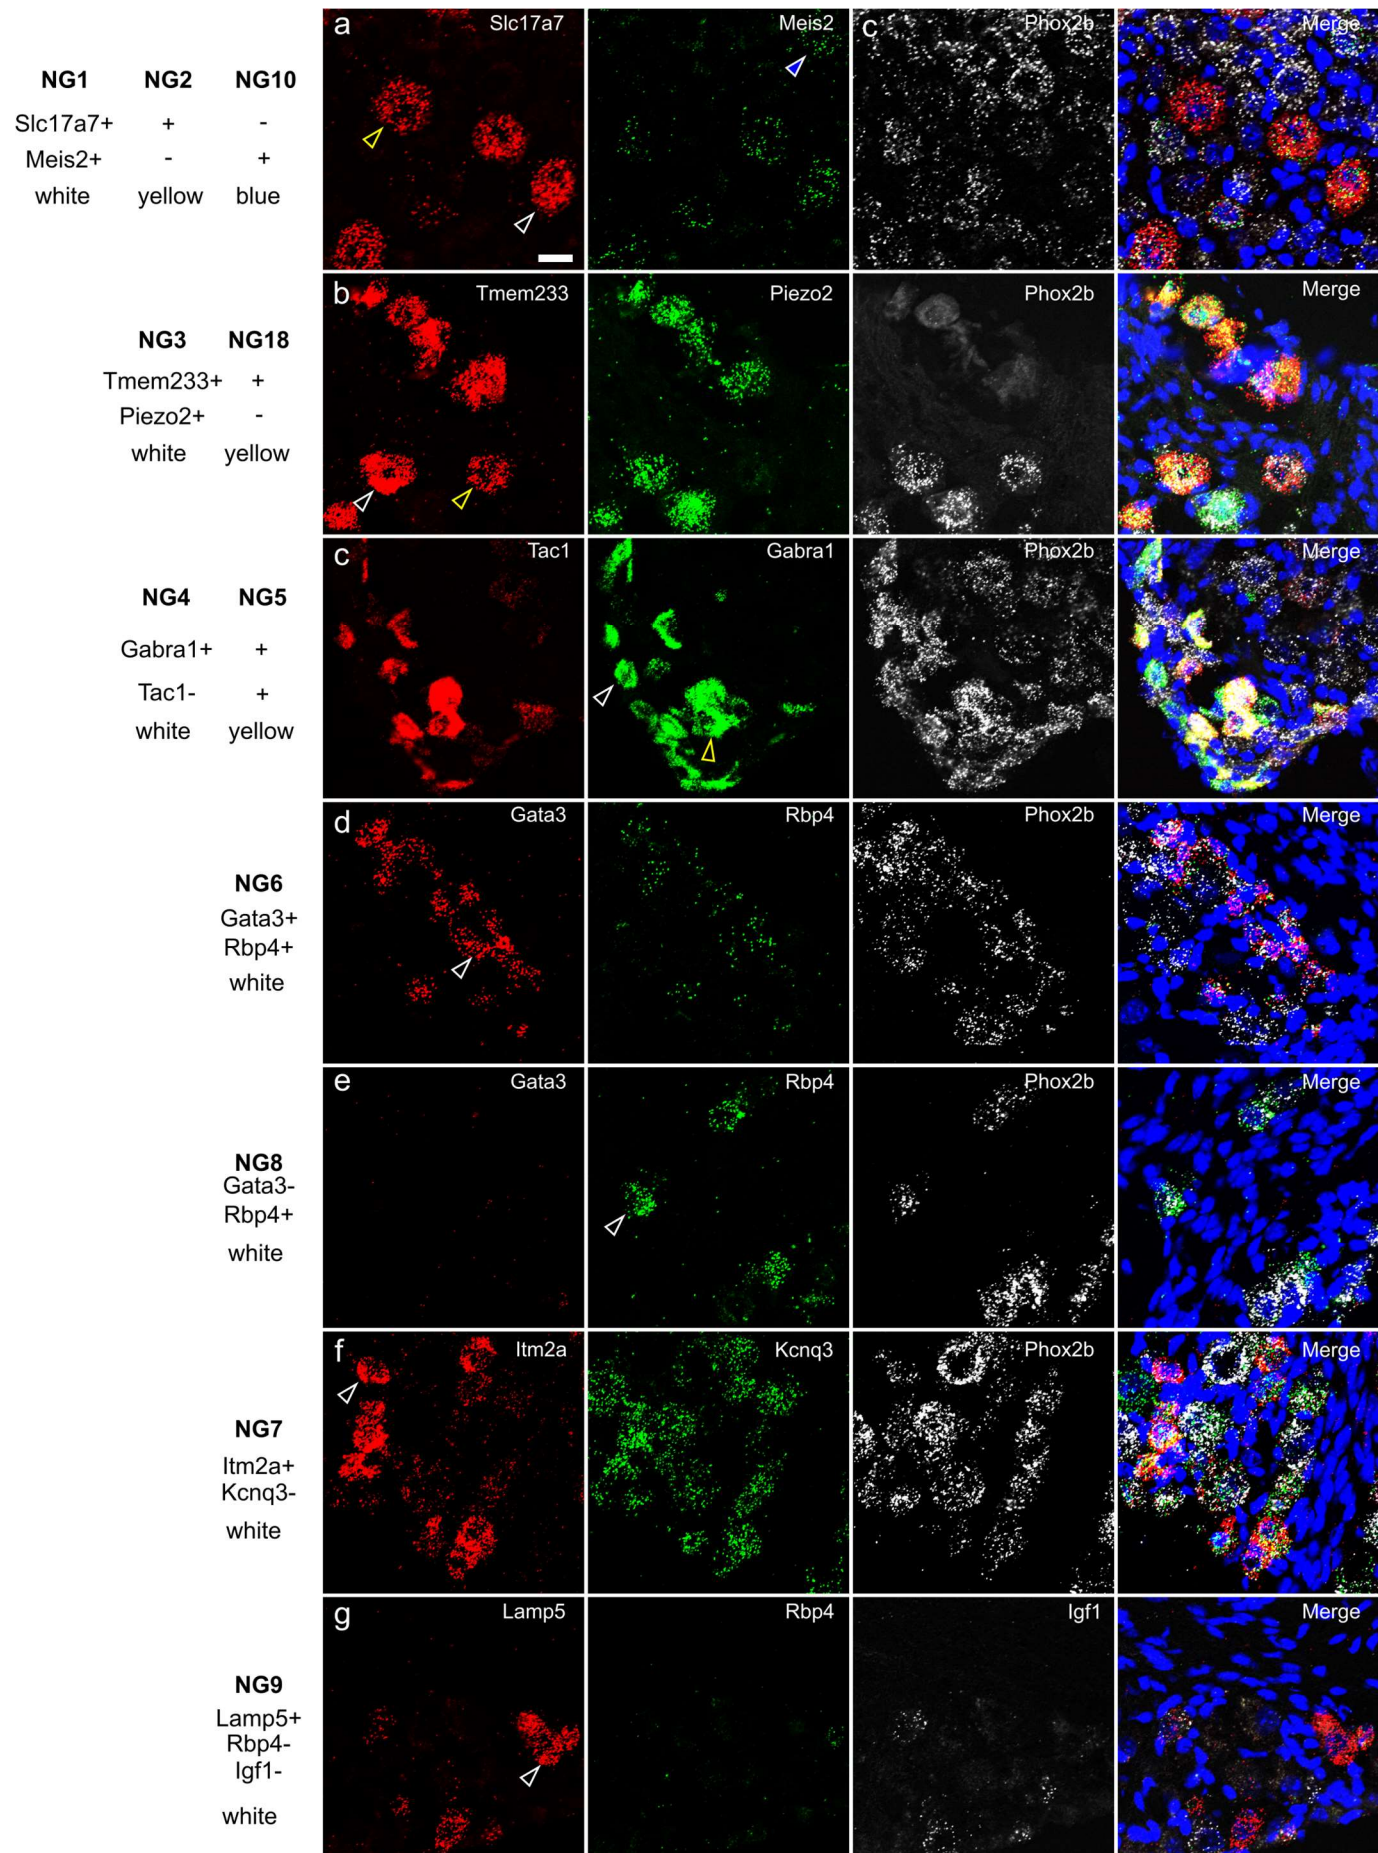 a Slc17a7 Meis2 c Phox2b Merge
NG1 NG2 NG10
Slc17a7+ + -
Meis2+ - +
white yellow blue
b Tmem233 Piezo2 Phox2b Merge
NG3 NG18
Tmem233+ +
Piezo2+ -
white yellow
c Tac1 Gabra1 Phox2b Merge
NG4 NG5
Gabra1+ +
Tac1- +
white yellow
d Gata3 Rbp4 Phox2b Merge
NG6
Gata3+
Rbp4+
white
e Gata3 Rbp4 Phox2b Merge
NG8
Gata3-
Rbp4+
white
f Itm2a Kcnq3 Phox2b Merge
NG7
Itm2a+
Kcnq3-
white
g Lamp5 Rbp4 Igf1 Merge
NG9
Lamp5+
Rbp4-
Igf1-
white